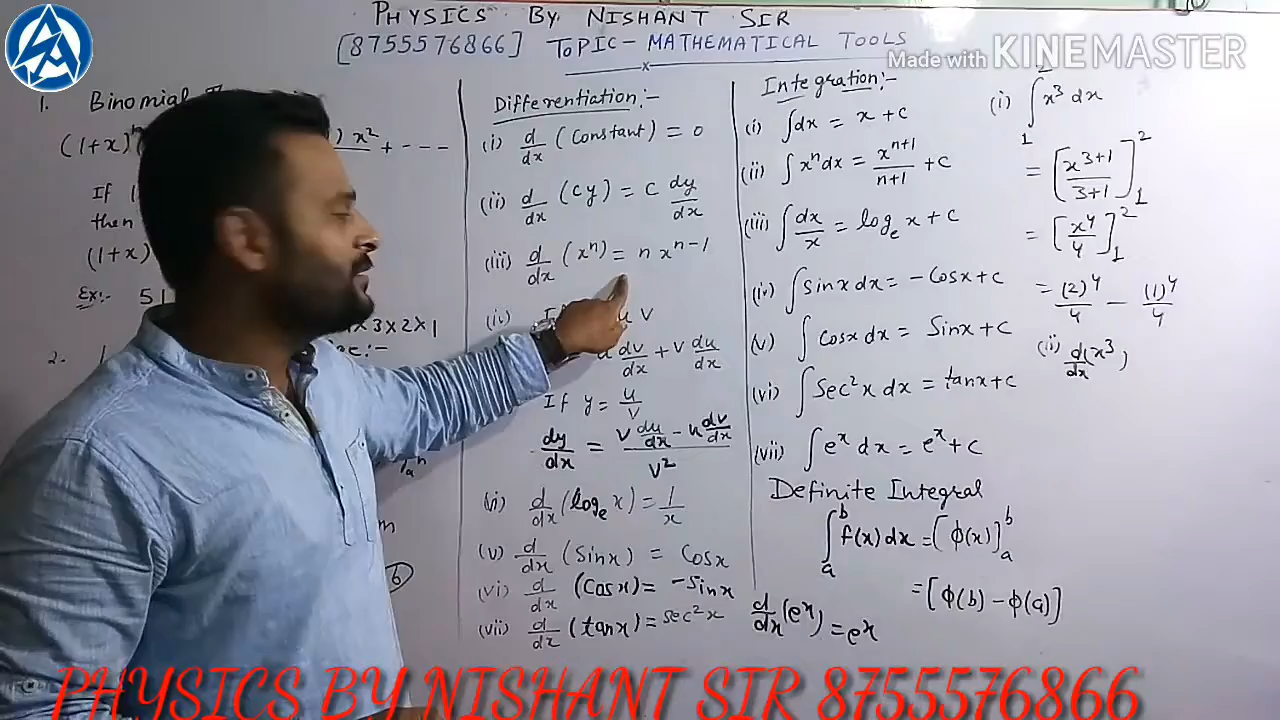 PHYSICS BY NISHANT SIR
[8755576866] TOPIC - MATHEMATICAL TOOLS
Made with KINEMASTER
1. Binomial
(1+x)ⁿ ) x² + ---
If
then
(1+x)
Ex:- 51
×3×2×1
2.
Differentiation:-
(i) d/dx (constant) = 0
(ii) d/dx (cy) = c dy/dx
(iii) d/dx (xⁿ) = n xⁿ⁻¹
(iv) If u v
u dv/dx + v du/dx
If y = u/v
dy/dx = (v du/dx - u dv/dx)/v²
(vi) d/dx (logₑ x) = 1/x
(v) d/dx (Sinx) = Cosx
(vi) d/dx (Cosx) = -Sinx
(vii) d/dx (tanx) = sec²x
Integration:-
(i) ∫dx = x + c
(ii) ∫xⁿdx = xⁿ⁺¹/n+1 + c
(iii) ∫dx/x = logₑ x + c
(iv) ∫Sinx dx = -Cosx + c
(v) ∫Cosx dx = Sinx + c
(vi) ∫Sec²x dx = tanx + c
(vii) ∫eˣ dx = eˣ + c
Definite Integral
∫ₐᵇ f(x) dx = [ϕ(x)]ₐᵇ
= [ϕ(b) - ϕ(a)]
d/dx (eˣ) = eˣ
(i) ∫₁² x³ dx
= [x³⁺¹/3+1]₁²
= [x⁴/4]₁²
= (2)⁴/4 - (1)⁴/4
(ii) d/dx (x³)
PHYSICS BY NISHANT SIR 8755576866